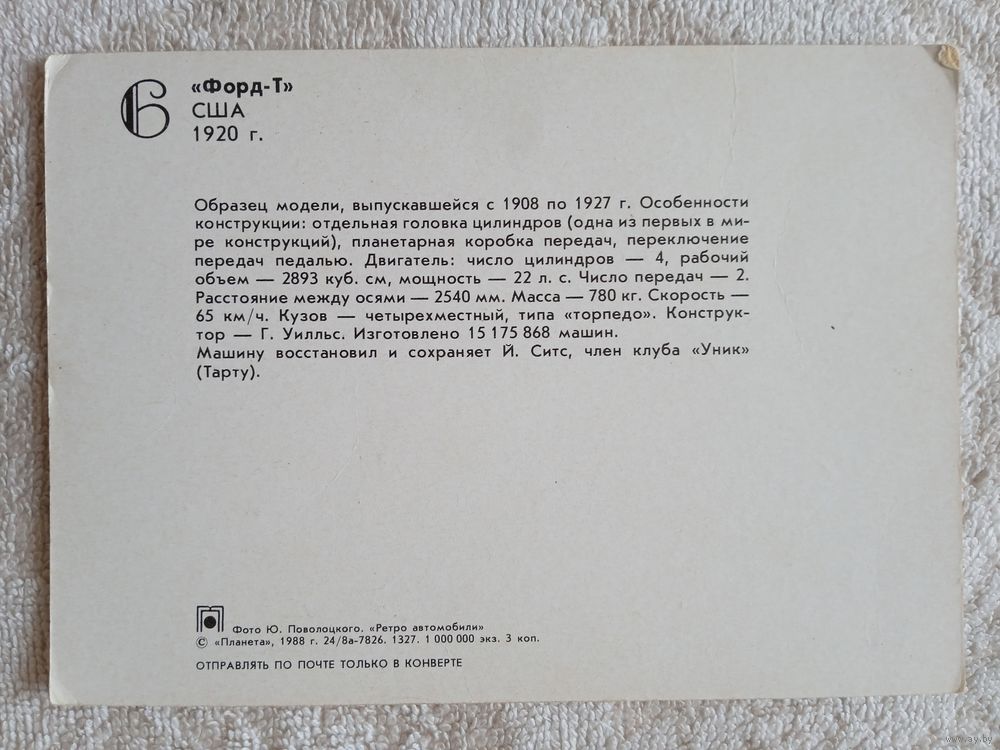 6
«Форд-Т»
США
1920 г.
Образец модели, выпускавшейся с 1908 по 1927 г. Особенности
конструкции: отдельная головка цилиндров (одна из первых в ми-
ре конструкций), планетарная коробка передач, переключение
передач педалью. Двигатель: число цилиндров — 4, рабочий
объем — 2893 куб. см, мощность — 22 л. с. Число передач — 2.
Расстояние между осями — 2540 мм. Масса — 780 кг. Скорость —
65 км/ч. Кузов — четырехместный, типа «торпедо». Конструк-
тор — Г. Уилльс. Изготовлено 15 175 868 машин.
Машину восстановил и сохраняет Й. Ситс, член клуба «Уник»
(Тарту).
Фото Ю. Поволоцкого. «Ретро автомобили»
© «Планета», 1988 г. 24/8а-7826. 1327. 1 000 000 экз. 3 коп.
ОТПРАВЛЯТЬ ПО ПОЧТЕ ТОЛЬКО В КОНВЕРТЕ
www.ay.by